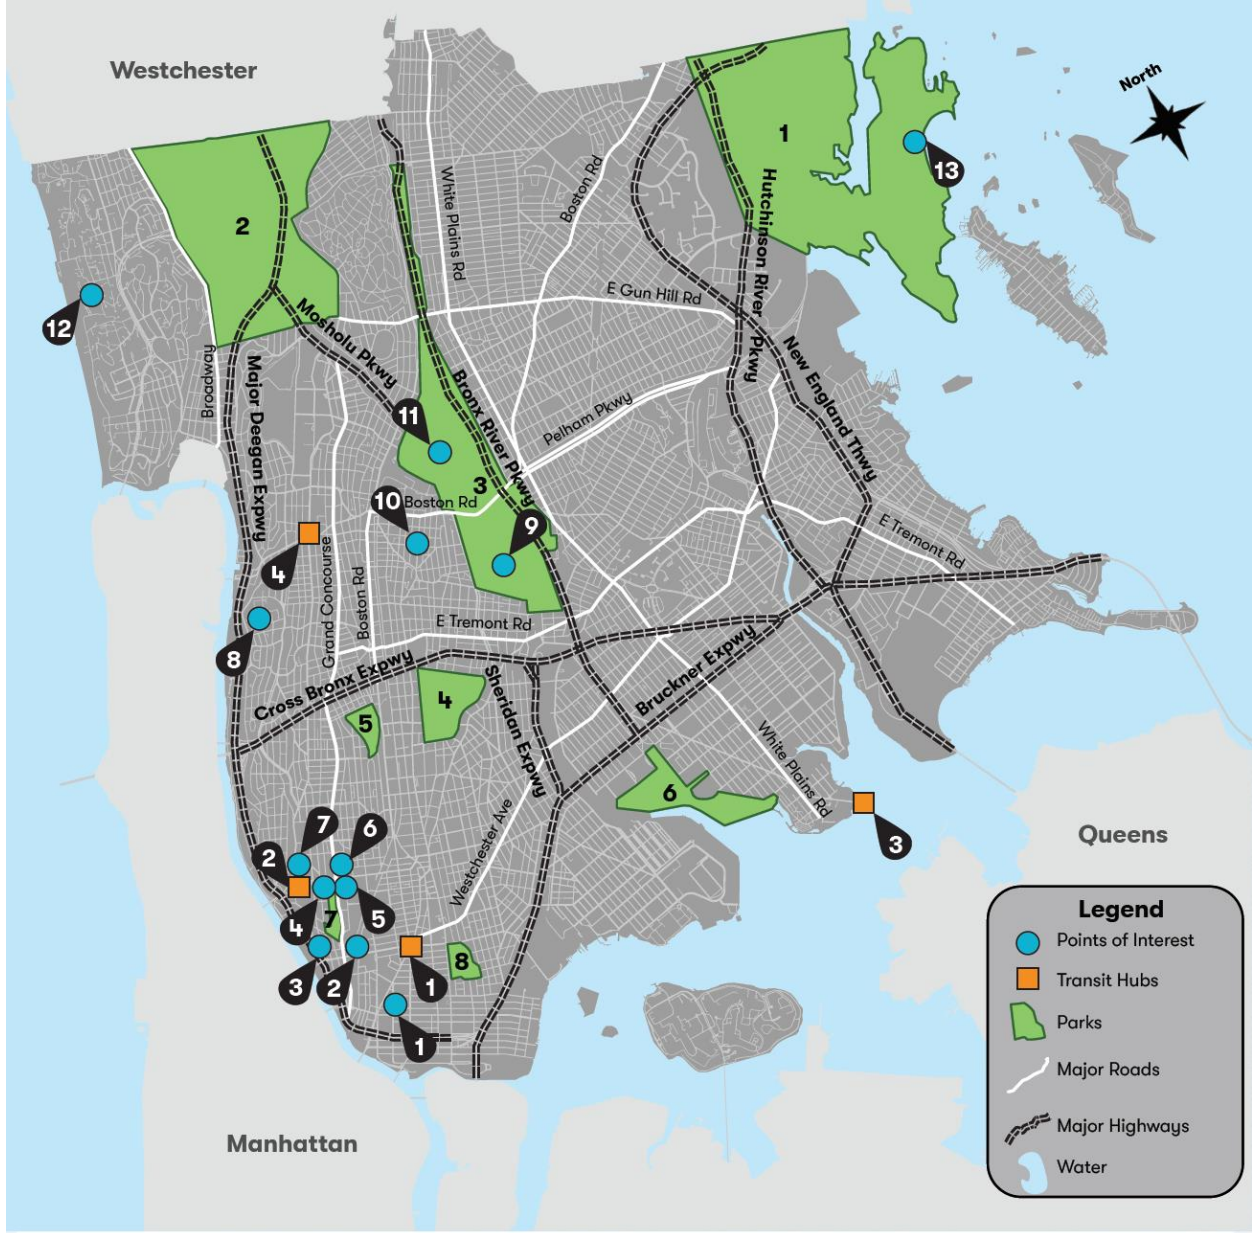 Westchester
North
1
13
2
12
White Plains Rd
Boston Rd
Hutchinson River Pkwy
E Gun Hill Rd
Mosholu Pkwy
Broadway
Major Deegan Expwy
New England Thwy
Bronx River Pkwy
Pelham Pkwy
11
3
10
Boston Rd
9
4
E Tremont Rd
Grand Concourse
Boston Rd
E Tremont Rd
8
Cross Bronx Expwy
Sheridan Expwy
Bruckner Expwy
4
5
White Plains Rd
6
3
Queens
7
6
2
Westchester Ave
4
7
5
8
3
2
1
1
Manhattan
Legend
Points of Interest
Transit Hubs
Parks
Major Roads
Major Highways
Water